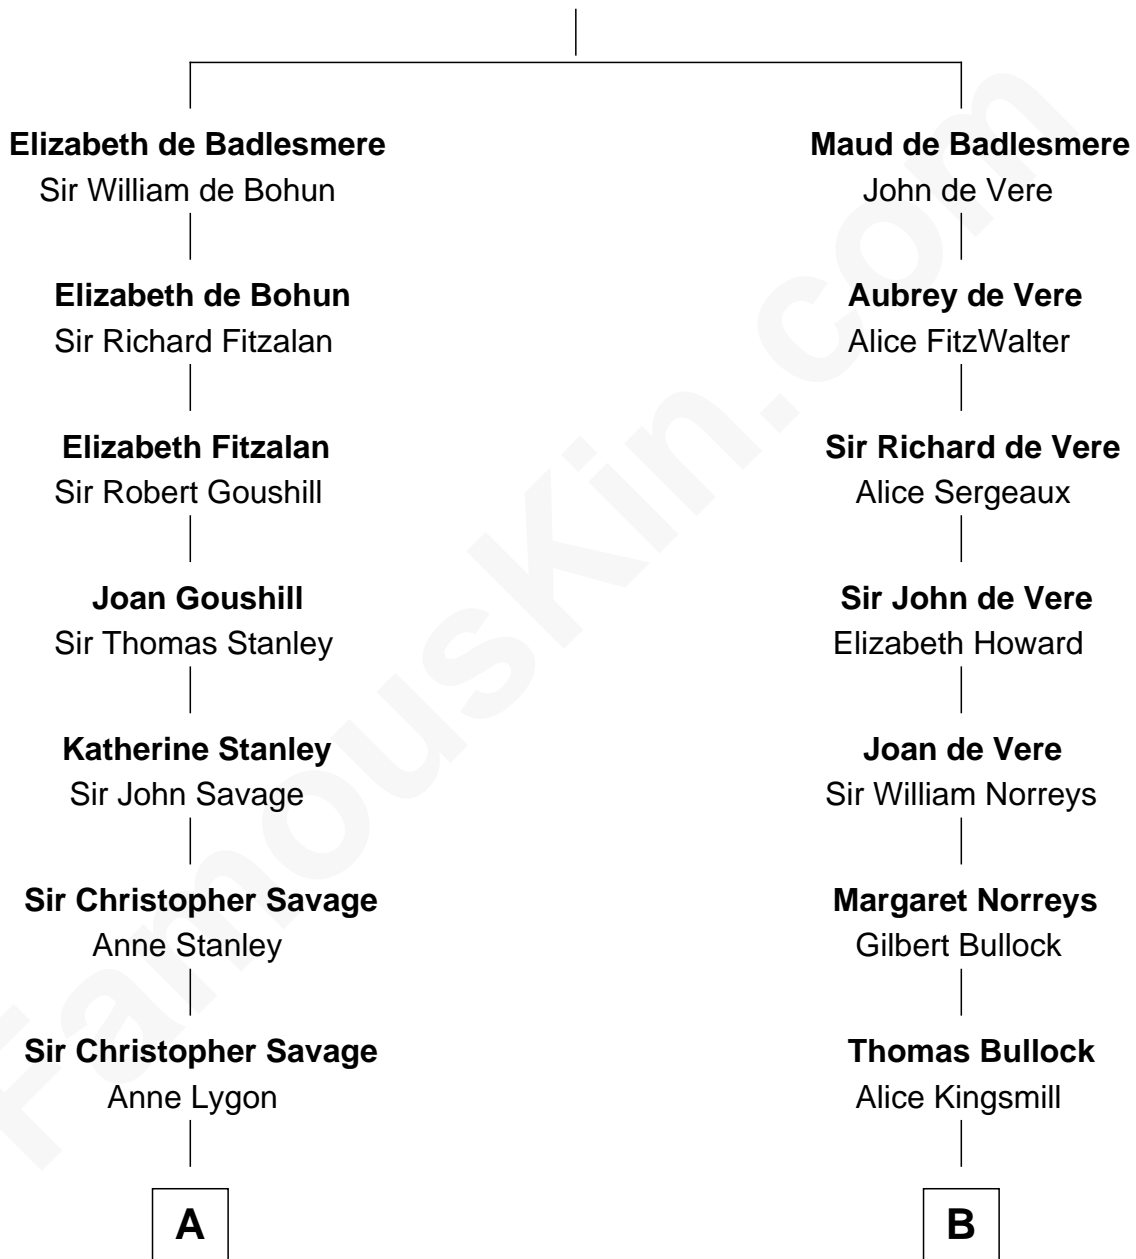 Elizabeth de Badlesmere
Sir William de Bohun
Maud de Badlesmere
John de Vere
Elizabeth de Bohun
Sir Richard Fitzalan
Aubrey de Vere
Alice FitzWalter
Elizabeth Fitzalan
Sir Robert Goushill
Sir Richard de Vere
Alice Sergeaux
Joan Goushill
Sir Thomas Stanley
Sir John de Vere
Elizabeth Howard
Katherine Stanley
Sir John Savage
Joan de Vere
Sir William Norreys
Sir Christopher Savage
Anne Stanley
Margaret Norreys
Gilbert Bullock
Sir Christopher Savage
Anne Lygon
Thomas Bullock
Alice Kingsmill
A
B
FamousKin.com